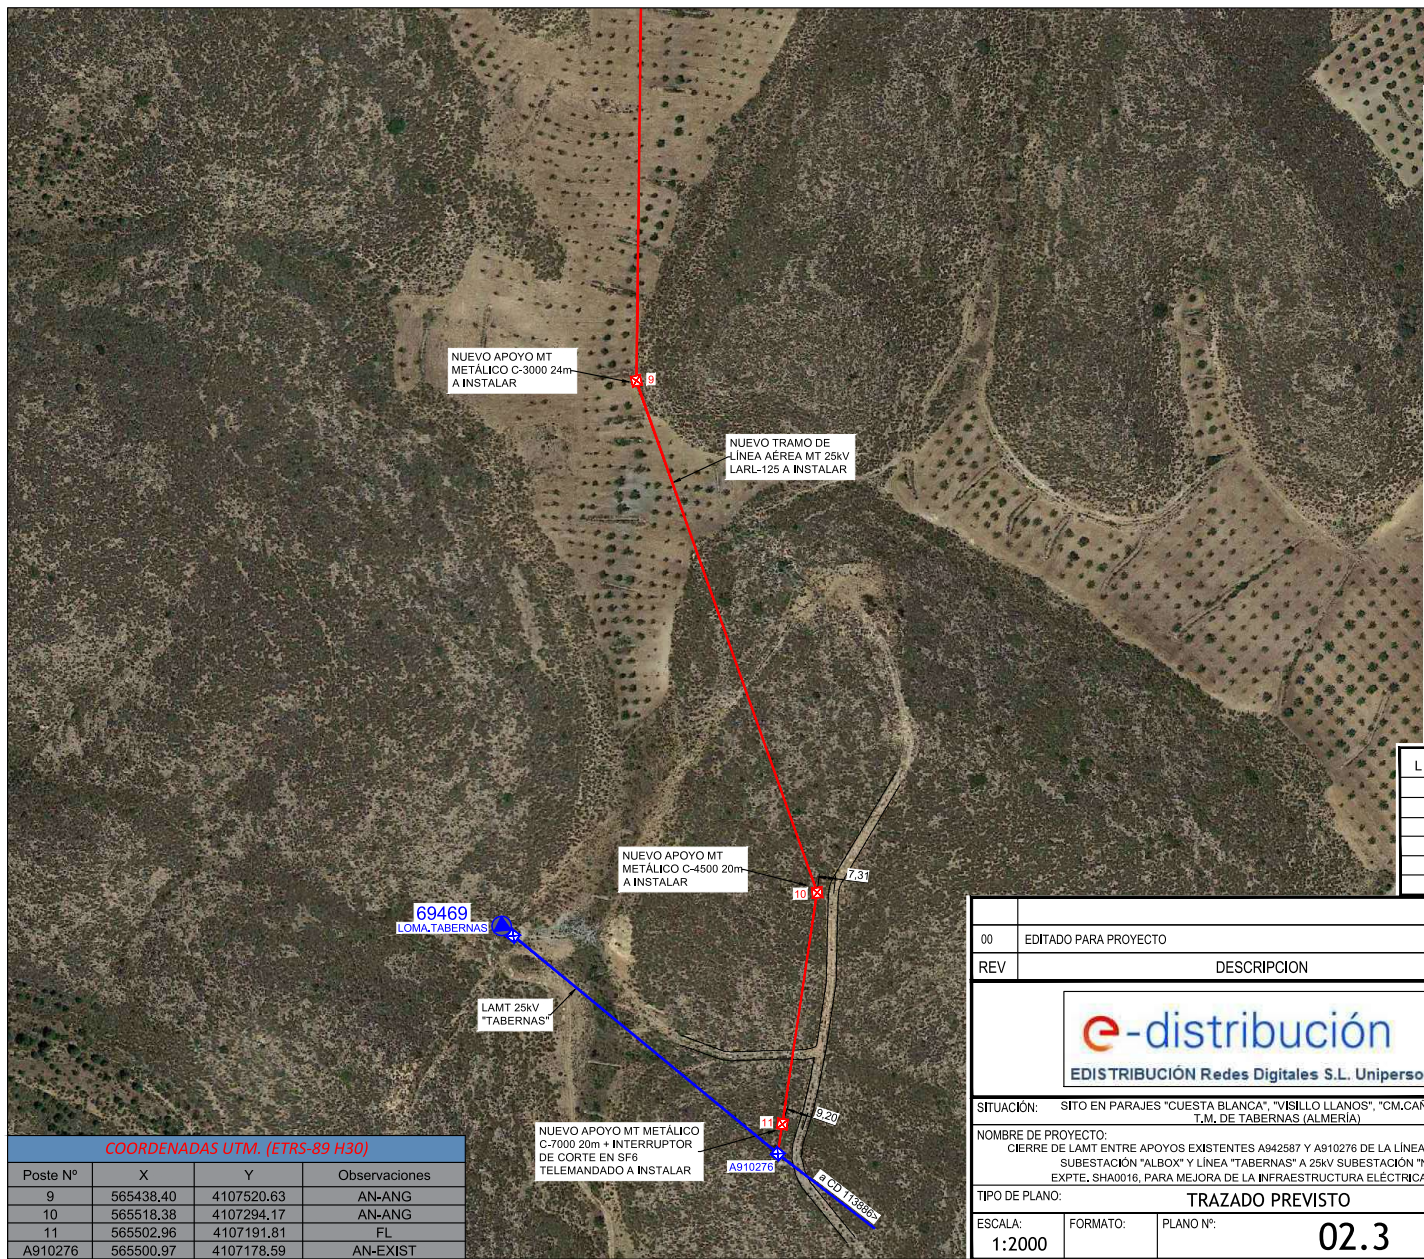 NUEVO APOYO MT
METÁLICO C-3000 24m
A INSTALAR
9
NUEVO TRAMO DE
LÍNEA AÉREA MT 25kV
LARL-125 A INSTALAR
NUEVO APOYO MT
METÁLICO C-4500 20m
A INSTALAR
7,31
10
69469
LOMA.TABERNAS
LAMT 25kV
"TABERNAS"
9,20
11
NUEVO APOYO MT METÁLICO
C-7000 20m + INTERRUPTOR
DE CORTE EN SF6
TELEMANDADO A INSTALAR
A910276
a CD 113886>
COORDENADAS UTM. (ETRS-89 H30)
Poste Nº X Y Observaciones
9 565438,40 4107520.63 AN-ANG
10 565518,38 4107294,17 AN-ANG
11 565502,96 4107191.81 FL
A910276 565500,97 4107178,59 AN-EXIST
L
00 EDITADO PARA PROYECTO
REV DESCRIPCION
e-distribución
EDISTRIBUCIÓN Redes Digitales S.L. Uniperso
SITUACIÓN: SITO EN PARAJES "CUESTA BLANCA", "VISILLO LLANOS", "CM.CAÑ
T.M. DE TABERNAS (ALMERÍA)
NOMBRE DE PROYECTO:
CIERRE DE LAMT ENTRE APOYOS EXISTENTES A942587 Y A910276 DE LA LÍNEA
SUBESTACIÓN "ALBOX" Y LÍNEA "TABERNAS" A 25kV SUBESTACIÓN "N
EXPTE. SHA0016, PARA MEJORA DE LA INFRAESTRUCTURA ELÉCTRICA
TIPO DE PLANO: TRAZADO PREVISTO
ESCALA: FORMATO: PLANO Nº:
1:2000 02.3